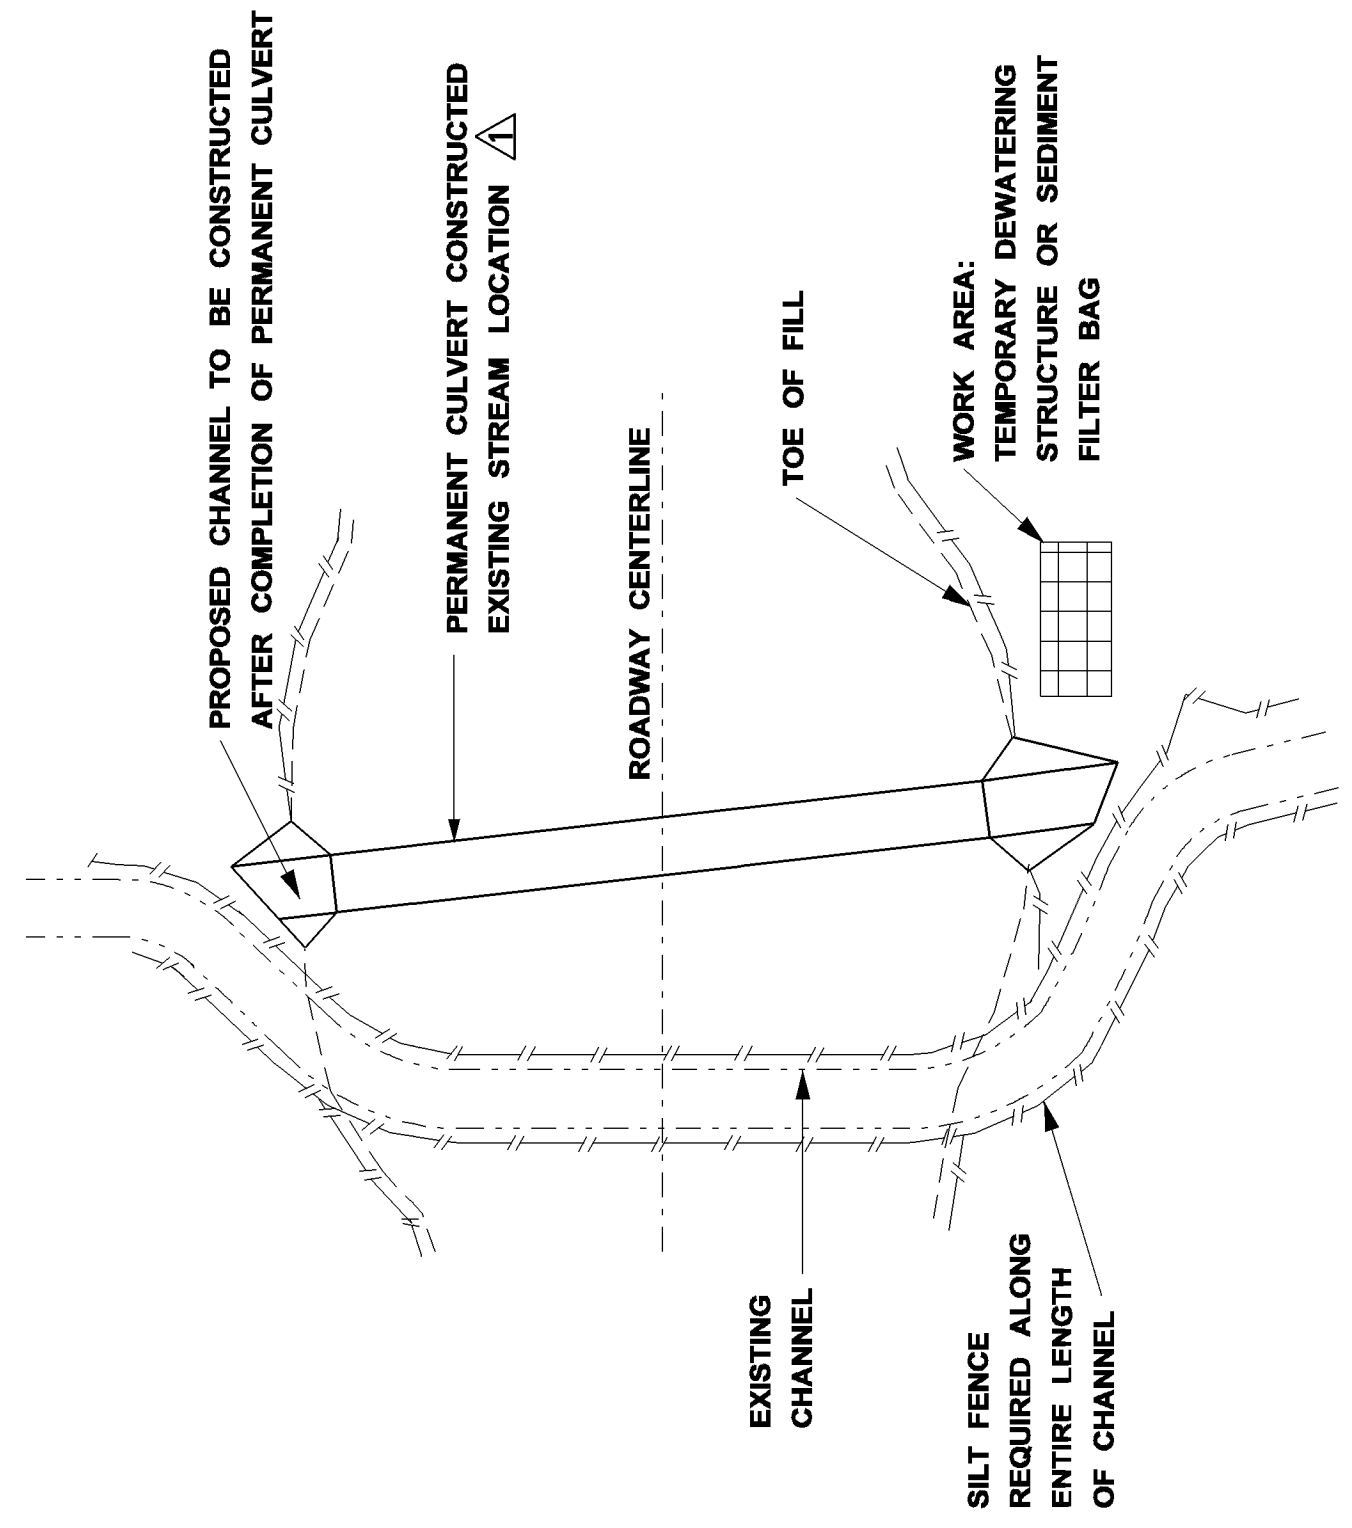 PROPOSED CHANNEL TO BE CONSTRUCTED
AFTER COMPLETION OF PERMANENT CULVERT
PERMANENT CULVERT CONSTRUCTED
EXISTING STREAM LOCATION 1
ROADWAY CENTERLINE
TOE OF FILL
WORK AREA:
TEMPORARY DEWATERING
STRUCTURE OR SEDIMENT
FILTER BAG
EXISTING
CHANNEL
SILT FENCE
REQUIRED ALONG
ENTIRE LENGTH
OF CHANNEL